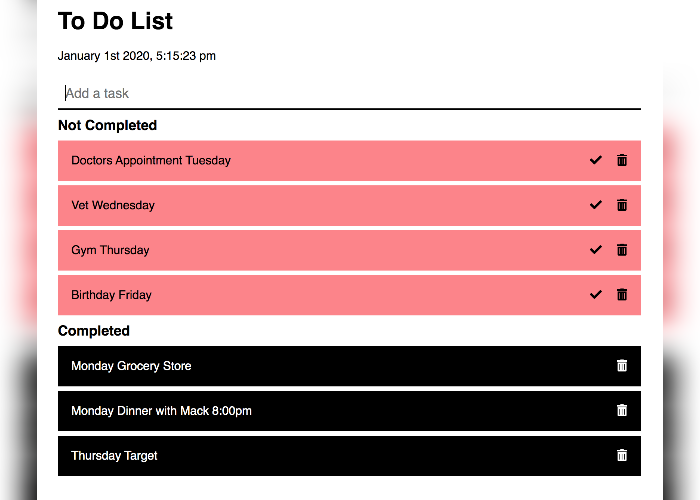 To Do List
January 1st 2020, 5:15:23 pm
Add a task
Not Completed
Doctors Appointment Tuesday
Vet Wednesday
Gym Thursday
Birthday Friday
Completed
Monday Grocery Store
Monday Dinner with Mack 8:00pm
Thursday Target